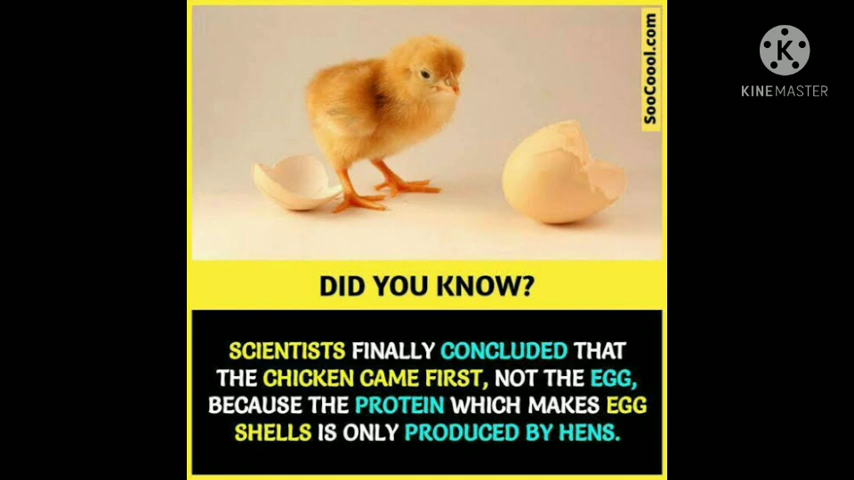 SooCoool.com
KINEMASTER
DID YOU KNOW?
SCIENTISTS FINALLY CONCLUDED THAT
THE CHICKEN CAME FIRST, NOT THE EGG,
BECAUSE THE PROTEIN WHICH MAKES EGG
SHELLS IS ONLY PRODUCED BY HENS.